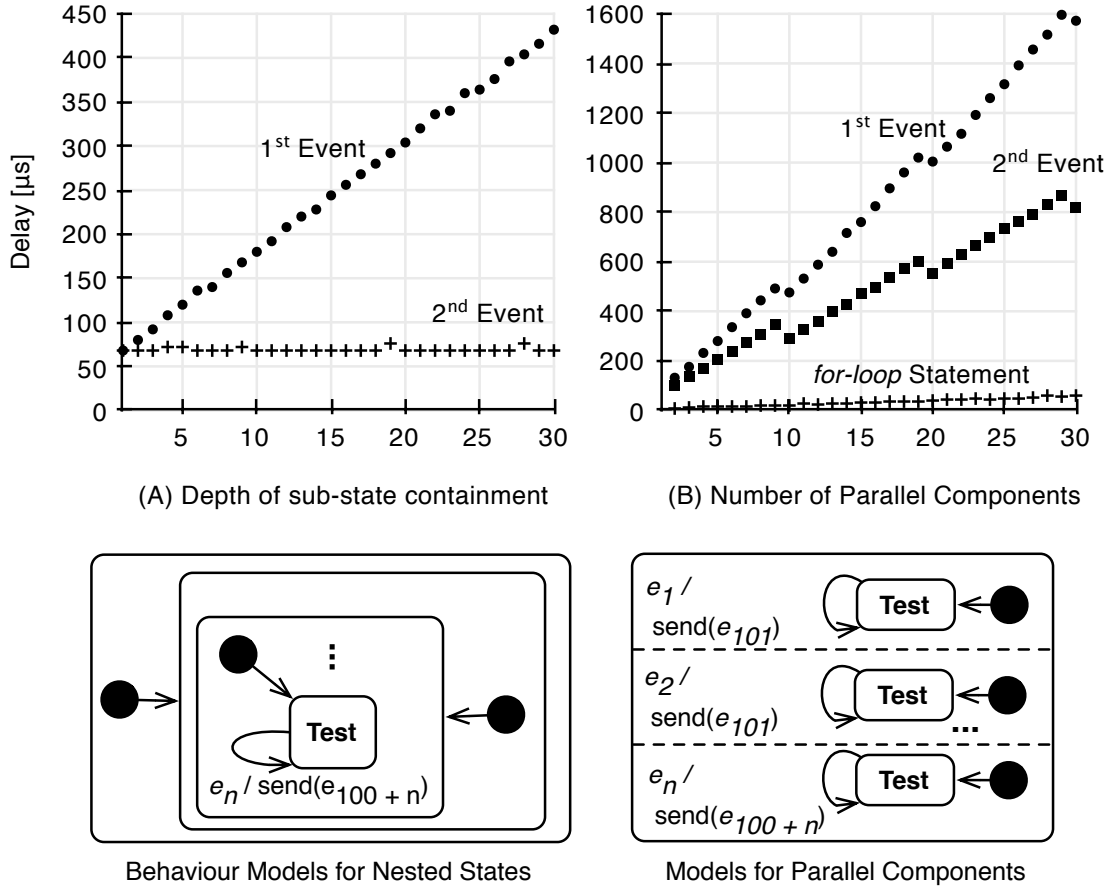 450
400
350
300
250
200
150
100
50
0
Delay [µs]
1st Event
2nd Event
5 10 15 20 25 30
(A) Depth of sub-state containment
1600
1400
1200
1000
800
600
400
200
0
1st Event
2nd Event
for-loop Statement
5 10 15 20 25 30
(B) Number of Parallel Components
...
Test
en / send(e100 + n)
Behaviour Models for Nested States
e1 /
send(e101)
Test
e2 /
send(e101)
Test
...
en /
send(e100 + n)
Test
Models for Parallel Components